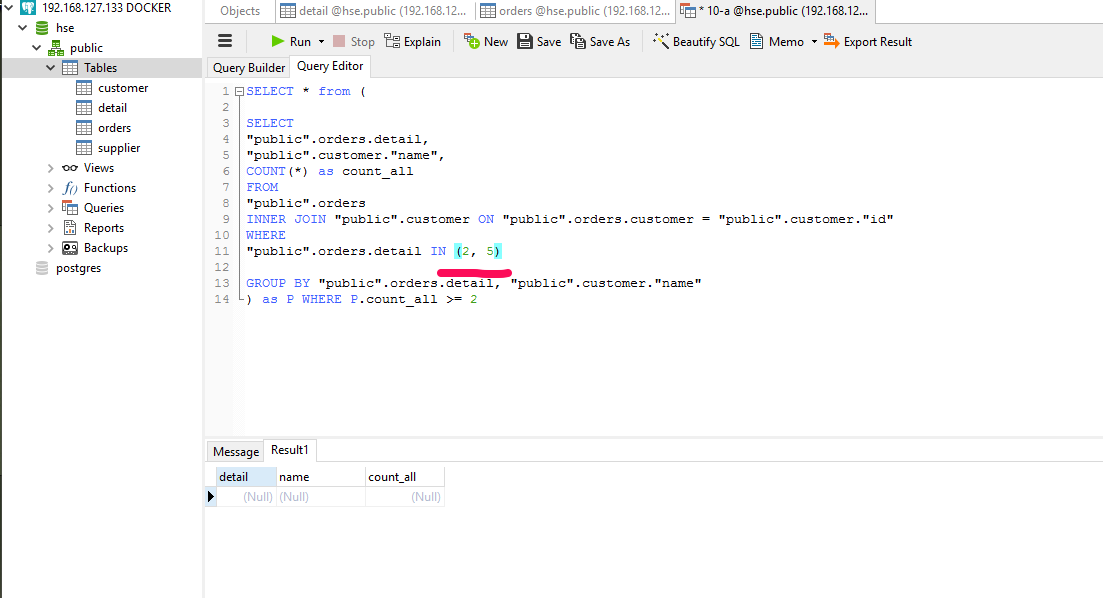 192.168.127.133 DOCKER
hse
public
Tables
customer
detail
orders
supplier
Views
Functions
Queries
Reports
Backups
postgres
Objects
detail @hse.public (192.168.12...
orders @hse.public (192.168.12...
* 10-a @hse.public (192.168.12...
Run
Stop
Explain
New
Save
Save As
Beautify SQL
Memo
Export Result
Query Builder
Query Editor
1 SELECT * from (
2
3 SELECT
4 "public".orders.detail,
5 "public".customer."name",
6 COUNT(*) as count_all
7 FROM
8 "public".orders
9 INNER JOIN "public".customer ON "public".orders.customer = "public".customer."id"
10 WHERE
11 "public".orders.detail IN (2, 5)
12
13 GROUP BY "public".orders.detail, "public".customer."name"
14 ) as P WHERE P.count_all >= 2
Message
Result1
detail name count_all
(Null) (Null) (Null)